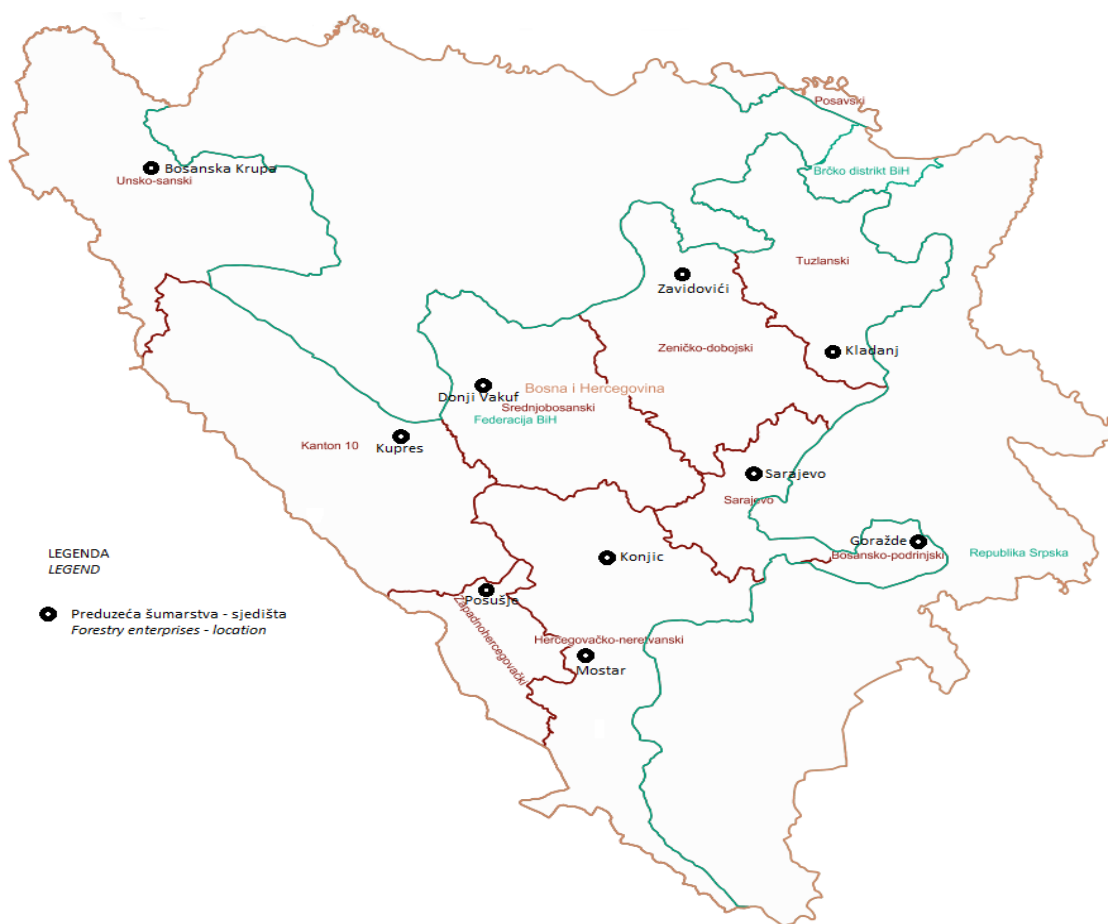 Posavski
Brčko distrikt BiH
Bosanska Krupa
Unsko-sanski
Tuzlanski
Zavidovići
Zeničko-dobojski
Kladanj
Bosna i Hercegovina
Donji Vakuf
Srednjobosanski
Federacija BiH
Kanton 10
Kupres
Sarajevo
Sarajevo
Goražde
Bosansko-podrinjski
Republika Srpska
Konjic
LEGENDA
LEGEND
Preduzeća šumarstva - sjedišta
Forestry enterprises - location
Posušje
Zapadnohercegovački
Hercegovačko-neretvanski
Mostar